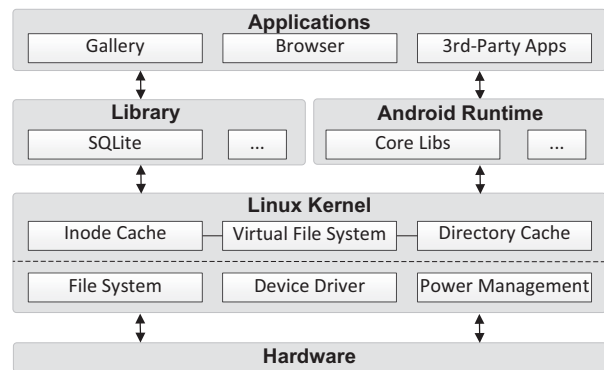 Applications
Gallery Browser 3rd-Party Apps
Library Android Runtime
SQLite ... Core Libs ...
Linux Kernel
Inode Cache Virtual File System Directory Cache
File System Device Driver Power Management
Hardware